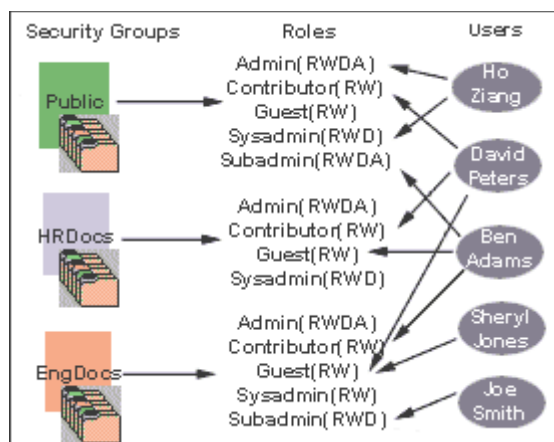 Security Groups
Roles
Users
Public
Admin(RWDA)
Contributor(RW)
Guest(RW)
Sysadmin(RWD)
Subadmin(RWDA)
HRDocs
Admin(RWDA)
Contributor(RW)
Guest(RW)
Sysadmin(RWD)
EngDocs
Admin(RWDA)
Contributor(RW)
Guest(RW)
Sysadmin(RW)
Subadmin(RWD)
Ho
Ziang
David
Peters
Ben
Adams
Sheryl
Jones
Joe
Smith